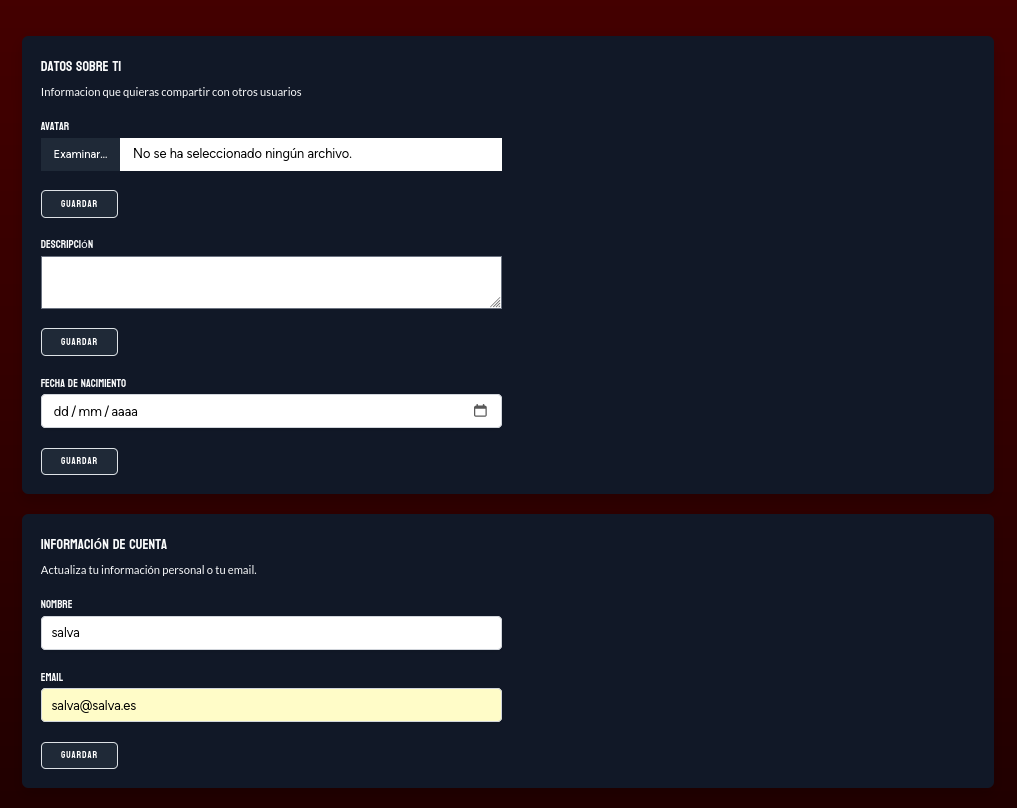 DATOS SOBRE TI
Informacion que quieras compartir con otros usuarios
AVATAR
Examinar... No se ha seleccionado ningún archivo.
GUARDAR
DESCRIPCIÓN
GUARDAR
FECHA DE NACIMIENTO
dd / mm / aaaa
GUARDAR
INFORMACIÓN DE CUENTA
Actualiza tu información personal o tu email.
NOMBRE
salva
EMAIL
salva@salva.es
GUARDAR